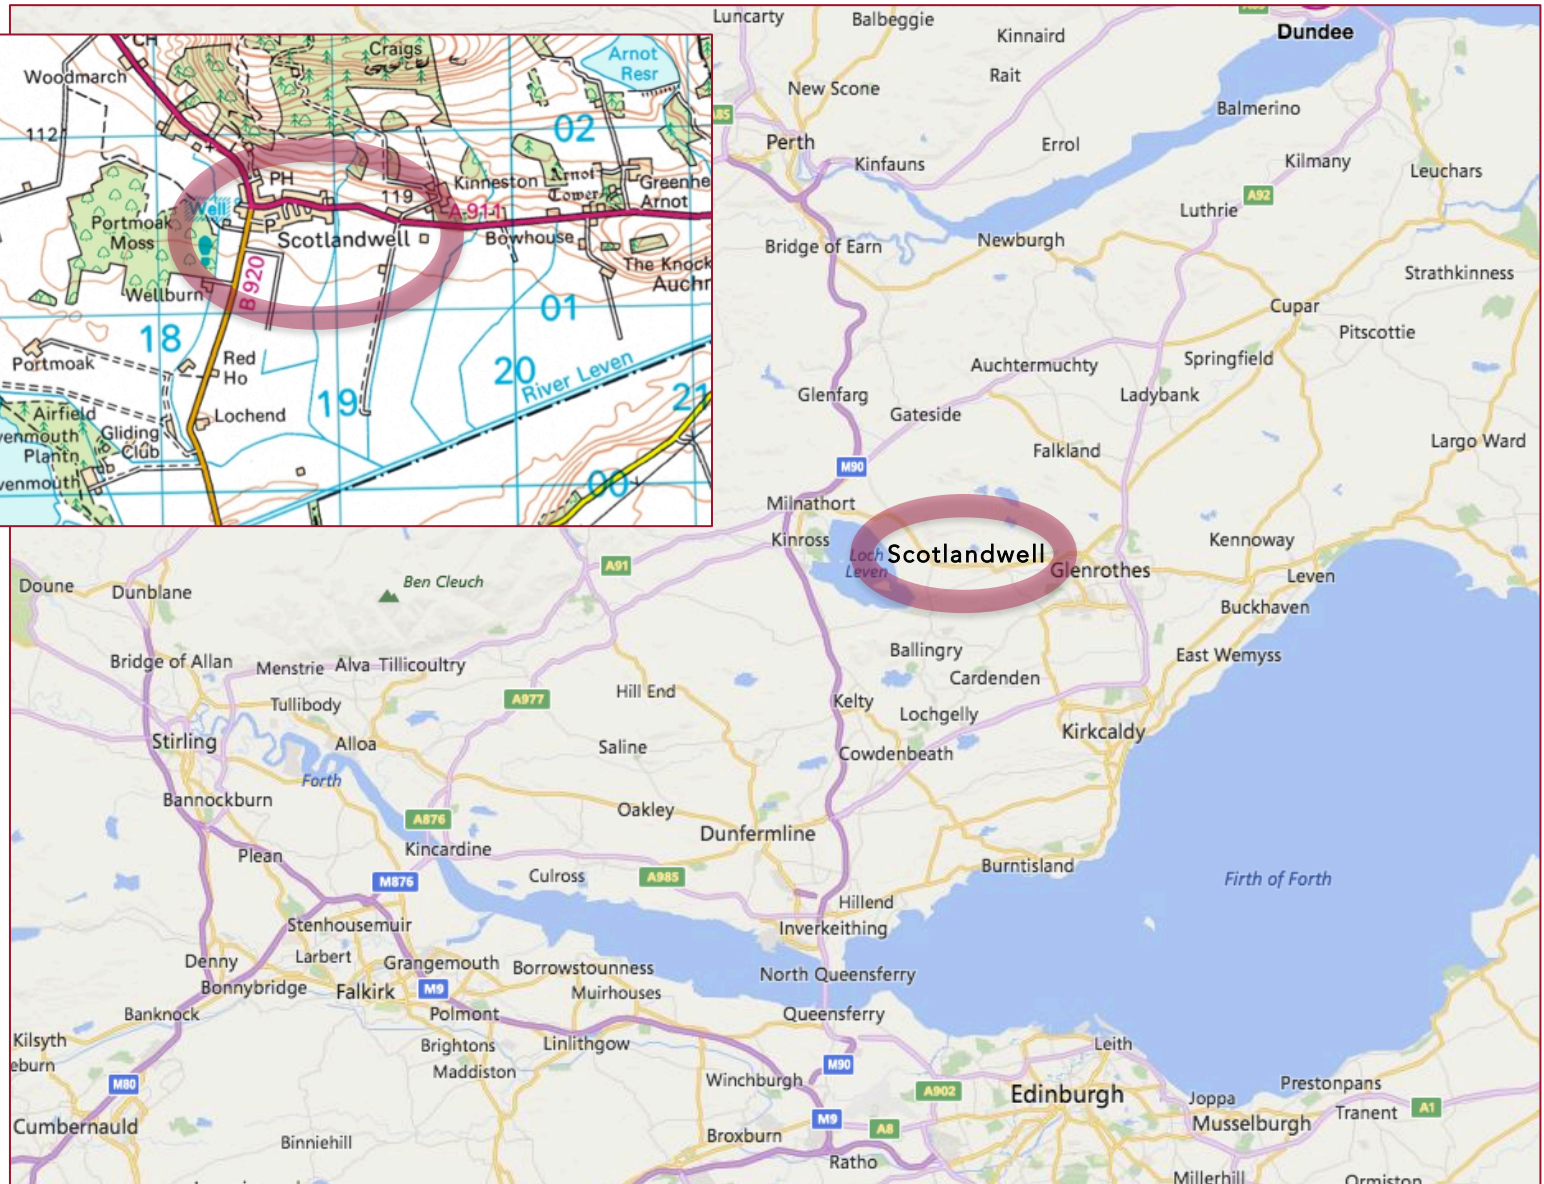 CH
Craigs
Woodmarch
Arnot
Resr
112
02
PH
119
Kinneston
Arnot
Tower
Greenhe
Arnot
Well
A 911
Portmoak
Moss
P
Scotlandwell
Bowhouse
The Knock
Auchr
Wellburn
B 920
01
18
Portmoak
Red
Ho
20
River Leven
19
21
Airfield
venmouth
Plantn
Gliding
Club
Lochend
venmouth
00
Luncarty
Balbeggie
Kinnaird
Dundee
Rait
New Scone
Balmerino
A85
Perth
Errol
Kinfauns
Kilmany
Leuchars
A92
Luthrie
Bridge of Earn
Newburgh
Strathkinness
Cupar
Pitscottie
Springfield
Auchtermuchty
Ladybank
Glenfarg
Gateside
Falkland
Largo Ward
M90
Milnathort
Kinross
Loch
Leven
Scotlandwell
Glenrothes
Kennoway
Leven
Buckhaven
A91
Ben Cleuch
Doune
Dunblane
Ballingry
East Wemyss
Bridge of Allan
Menstrie
Alva
Tillicoultry
Cardenden
A977
Hill End
Tullibody
Kelty
Lochgelly
Kirkcaldy
Stirling
Alloa
Saline
Cowdenbeath
Forth
Bannockburn
Oakley
A876
Dunfermline
Kincardine
Plean
Burntisland
Culross
A985
M876
Firth of Forth
Hillend
Stenhousemuir
Inverkeithing
Larbert
Denny
Grangemouth
Borrowstounness
North Queensferry
Bonnybridge
Falkirk
M9
Muirhouses
Banknock
Polmont
Queensferry
Kilsyth
Brightons
Linlithgow
Leith
eburn
Maddiston
M90
Winchburgh
M80
A902
Edinburgh
Prestonpans
Joppa
Tranent
A1
M9
A8
Musselburgh
Cumbernauld
Binniehill
Broxburn
Ratho
Millerhill
Ormiston